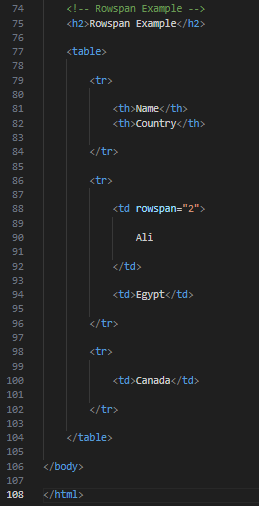 74 <!-- Rowspan Example -->
75 <h2>Rowspan Example</h2>
76
77 <table>
78
79 <tr>
80
81 <th>Name</th>
82 <th>Country</th>
83
84 </tr>
85
86 <tr>
87
88 <td rowspan="2">
89
90 Ali
91
92 </td>
93
94 <td>Egypt</td>
95
96 </tr>
97
98 <tr>
99
100 <td>Canada</td>
101
102 </tr>
103
104 </table>
105
106 </body>
107
108 </html>